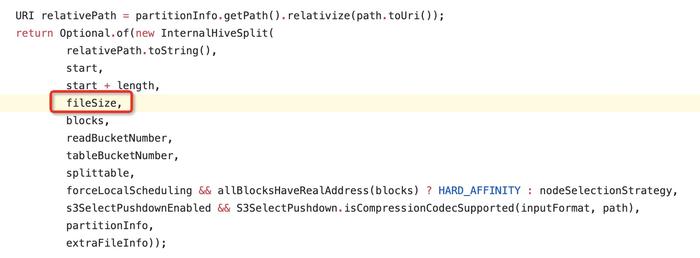 URI relativePath = partitionInfo.getPath().relativize(path.toUri());
return Optional.of(new InternalHiveSplit(
relativePath.toString(),
start,
start + length,
fileSize,
blocks,
readBucketNumber,
tableBucketNumber,
splittable,
forceLocalScheduling && allBlocksHaveRealAddress(blocks) ? HARD_AFFINITY : nodeSelectionStrategy,
s3SelectPushdownEnabled && S3SelectPushdown.isCompressionCodecSupported(inputFormat, path),
partitionInfo,
extraFileInfo));